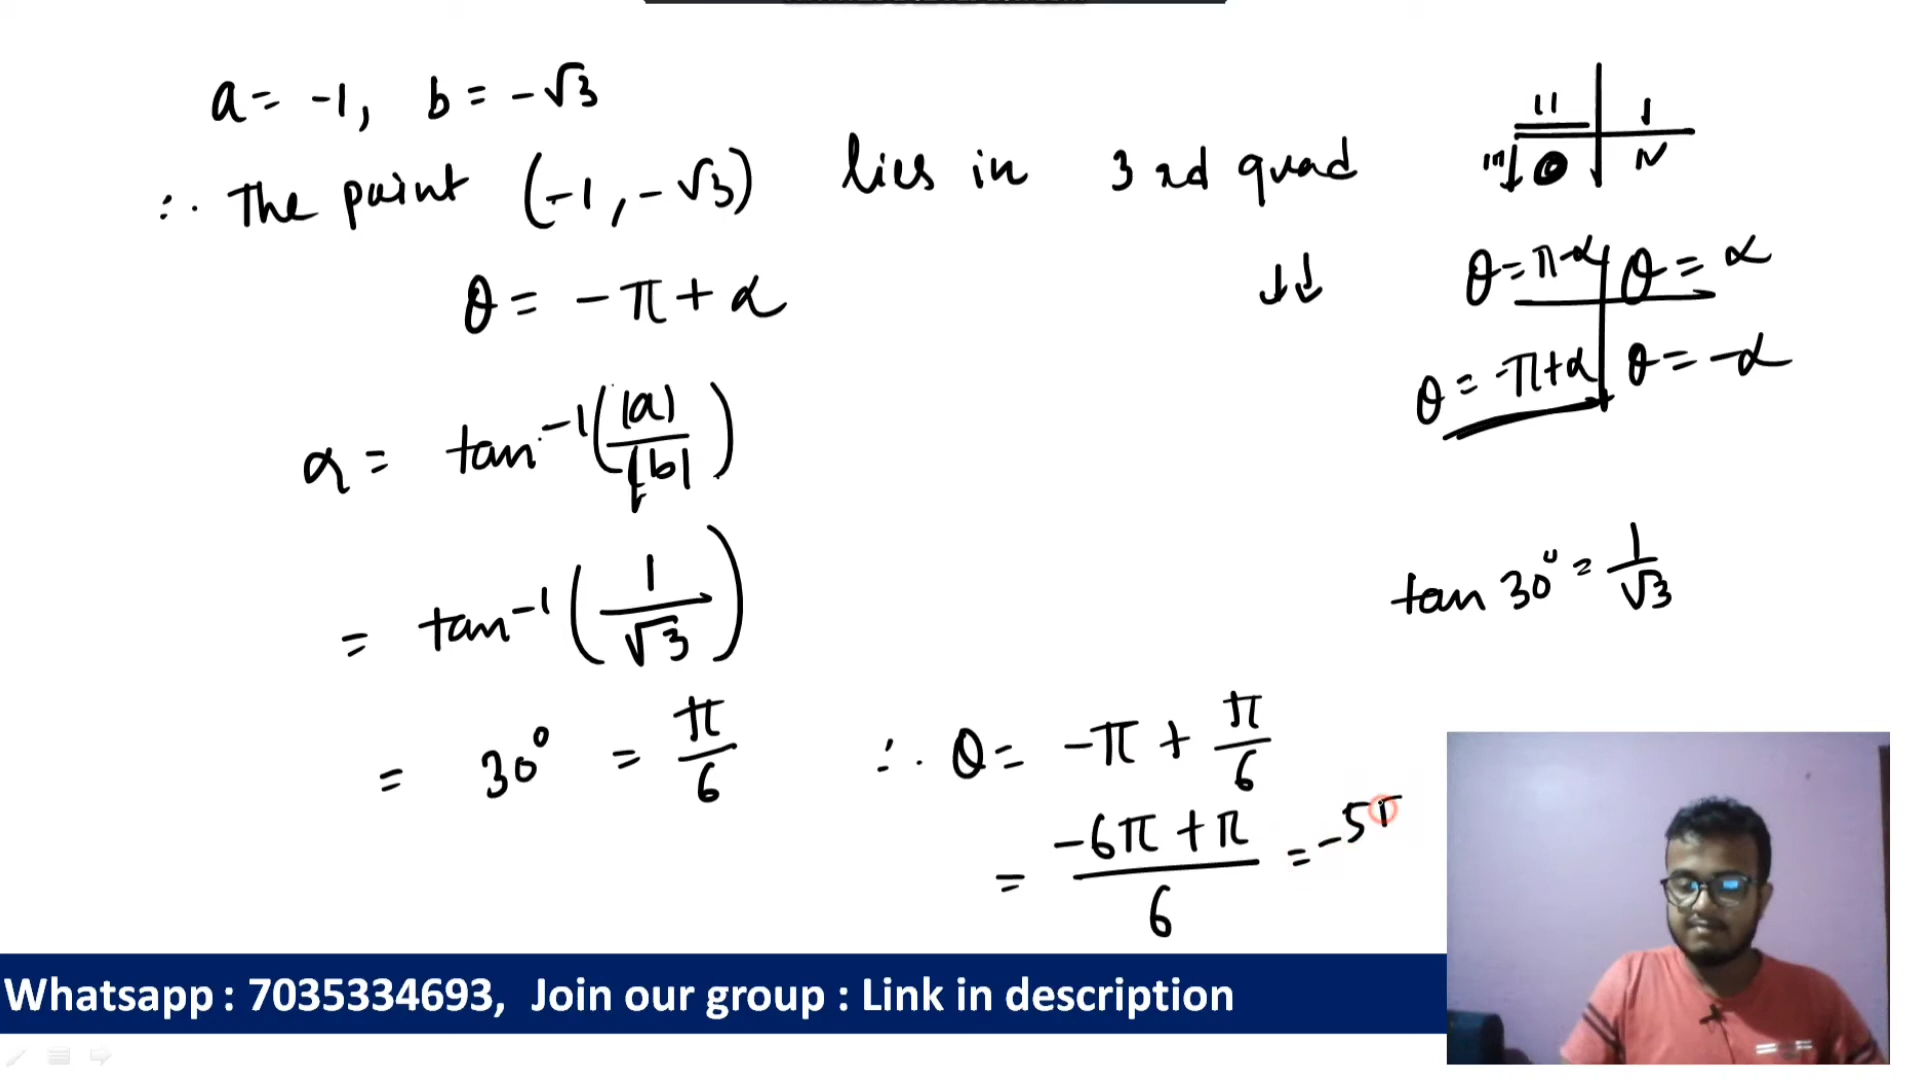 a = -1, b = -√3
∴ The point (-1, -√3) lies in 3rd quad
II I
III IV
θ = -π + α
θ = π-α θ = α
θ = -π+α θ = -α
α = tan⁻¹(|a|/|b|)
= tan⁻¹(1/√3)
tan 30° = 1/√3
= 30° = π/6
∴ θ = -π + π/6
= (-6π + π)/6 = -5π
Whatsapp : 7035334693, Join our group : Link in description